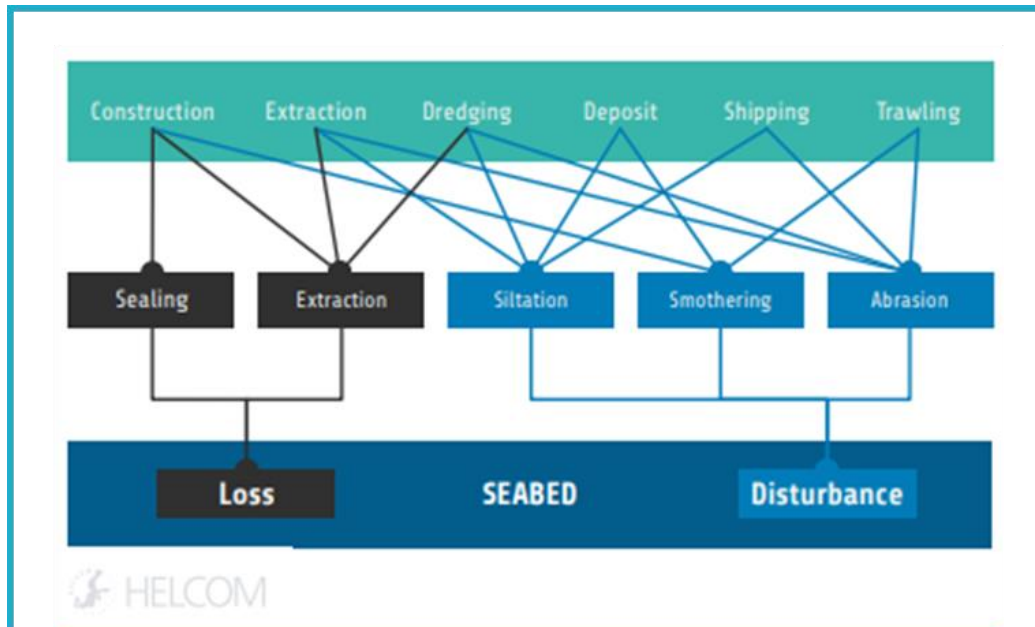 Construction Extraction Dredging Deposit Shipping Trawling
Sealing Extraction Siltation Smothering Abrasion
Loss SEABED Disturbance
HELCOM